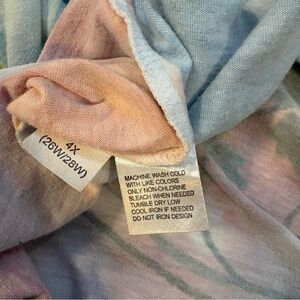 4X
(26W/28W)
MACHINE WASH COLD
WITH LIKE COLORS
ONLY NON-CHLORINE
BLEACH WHEN NEEDED
TUMBLE DRY LOW
COOL IRON IF NEEDED
DO NOT IRON DESIGN